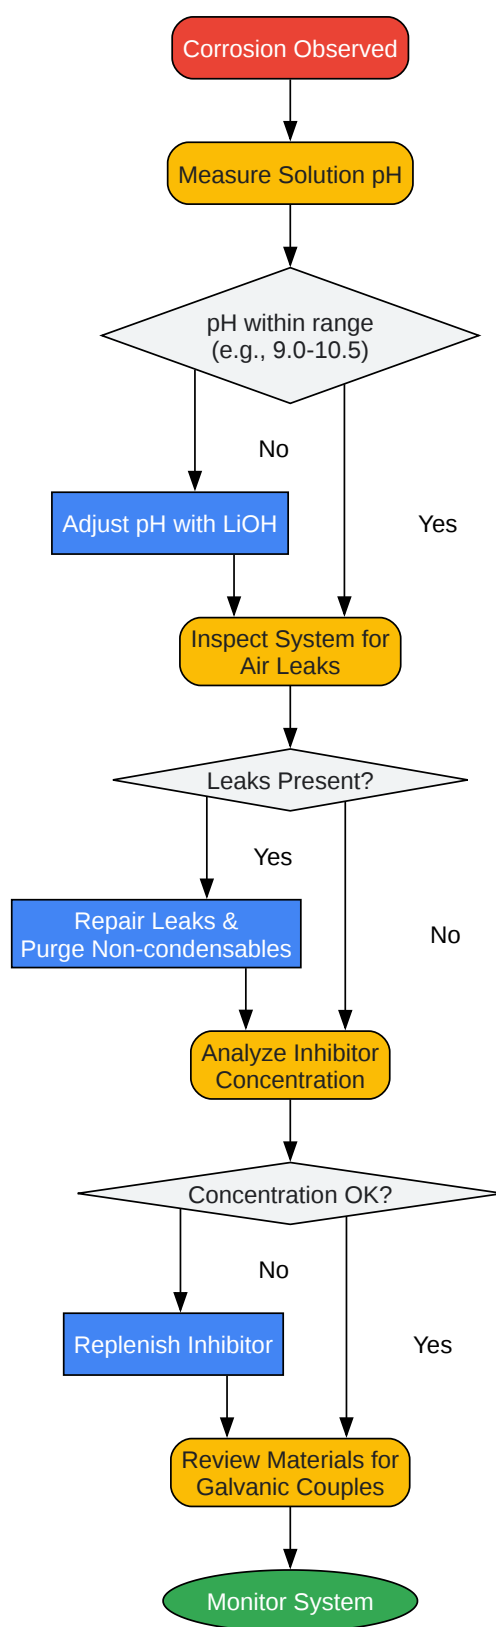 Corrosion Observed
Measure Solution pH
pH within range
(e.g., 9.0-10.5)
No
Adjust pH with LiOH
Yes
Inspect System for
Air Leaks
Leaks Present?
Yes
Repair Leaks &
Purge Non-condensables
No
Analyze Inhibitor
Concentration
Concentration OK?
No
Replenish Inhibitor
Yes
Review Materials for
Galvanic Couples
Monitor System